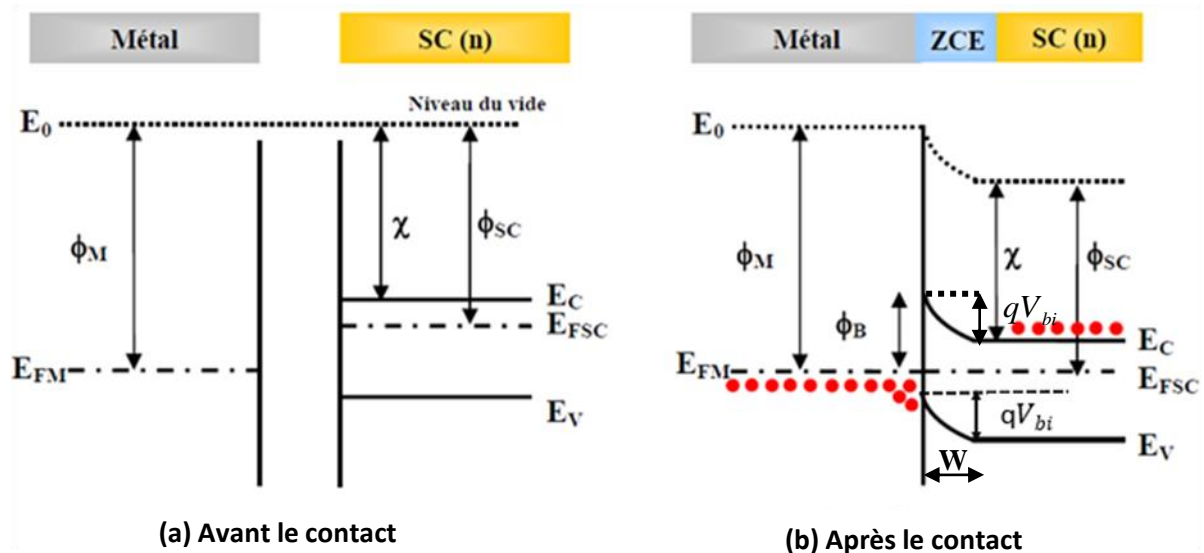 Métal SC (n)
Niveau du vide
E₀
ϕM χ ϕSC
EC
EFSC
EFM
EV
(a) Avant le contact
Métal ZCE SC (n)
E₀
ϕM χ ϕSC
ϕB qVbi
EC
EFM EFSC
qVbi
EV
W
(b) Après le contact